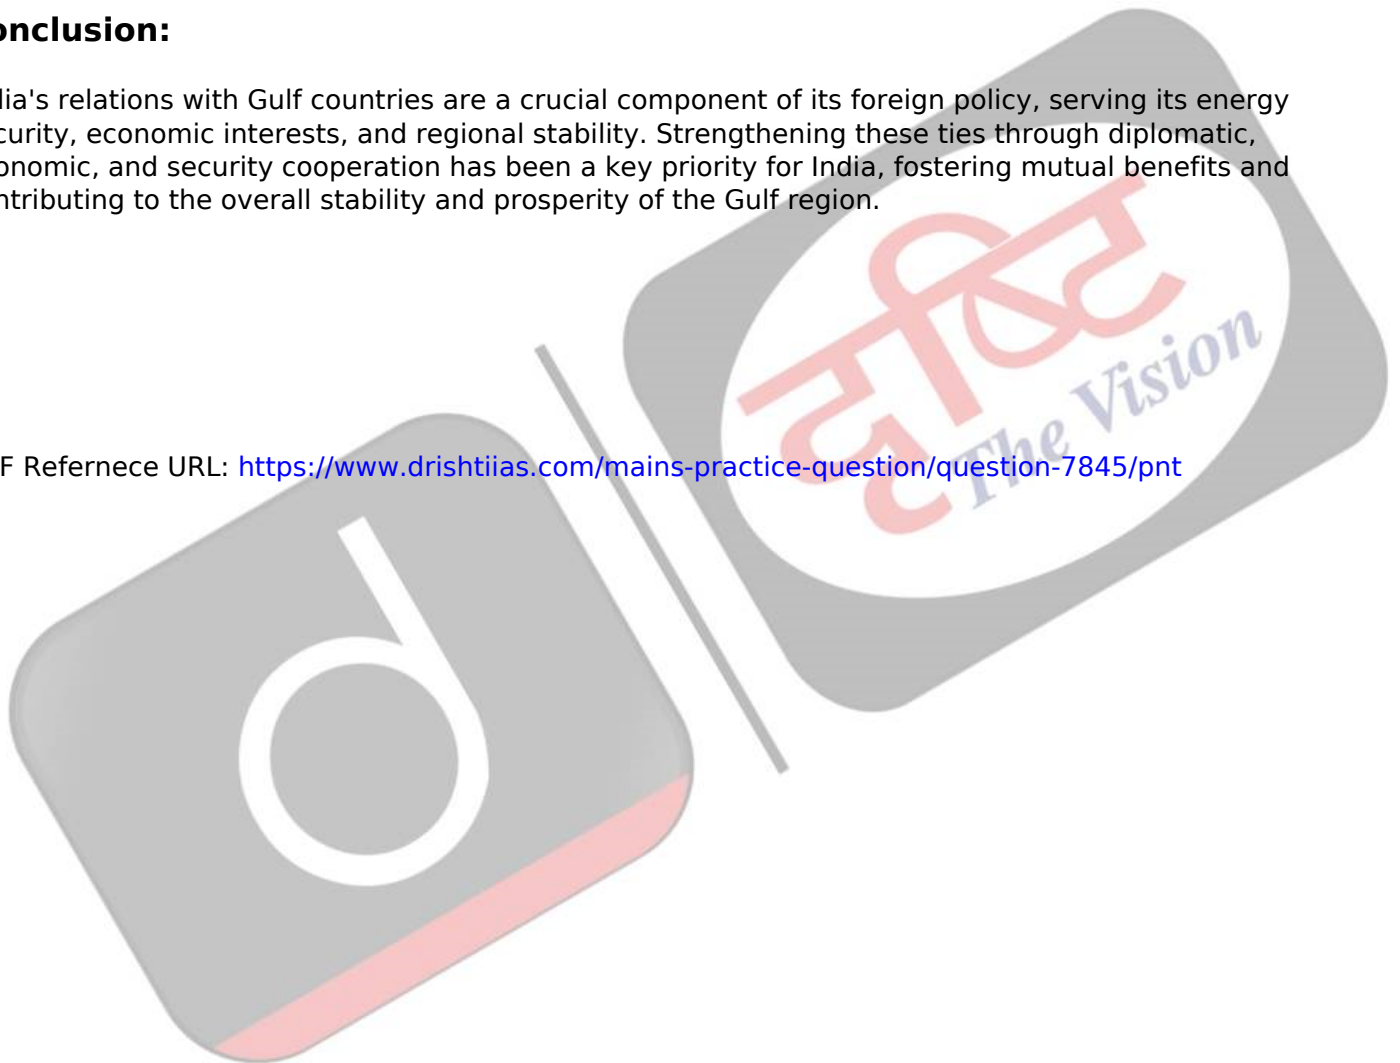 onclusion:
dia's relations with Gulf countries are a crucial component of its foreign policy, serving its energy
curity, economic interests, and regional stability. Strengthening these ties through diplomatic,
onomic, and security cooperation has been a key priority for India, fostering mutual benefits and
ntributing to the overall stability and prosperity of the Gulf region.
दृष्टि
The Vision
F Refernece URL: https://www.drishtiias.com/mains-practice-question/question-7845/pnt
d